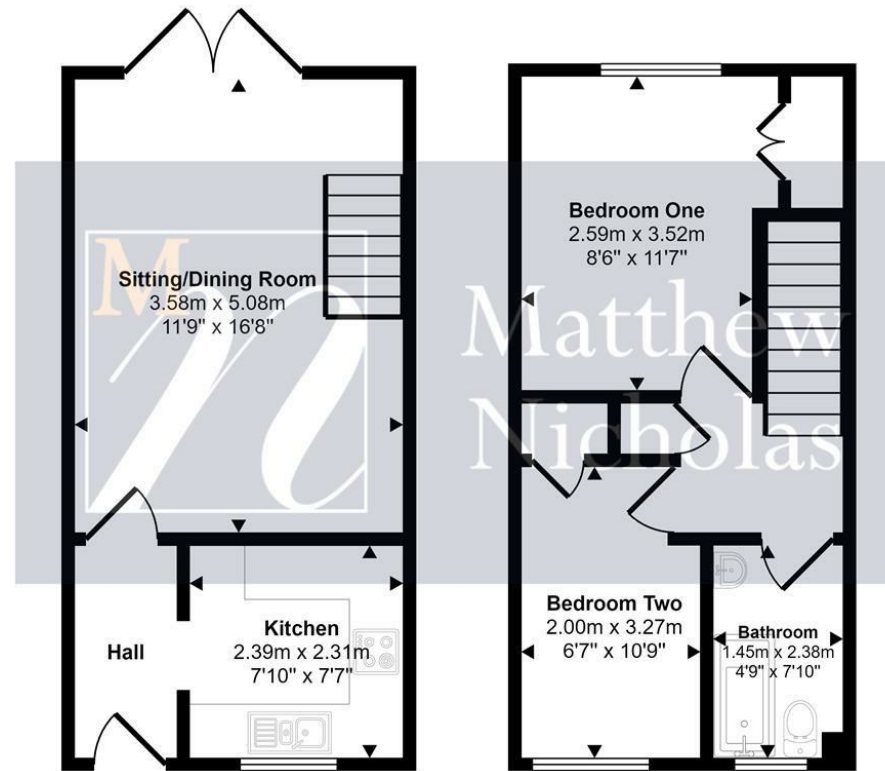 Sitting/Dining Room
3.58m x 5.08m
11'9" x 16'8"
Hall
Kitchen
2.39m x 2.31m
7'10" x 7'7"
Bedroom One
2.59m x 3.52m
8'6" x 11'7"
Bedroom Two
2.00m x 3.27m
6'7" x 10'9"
Bathroom
1.45m x 2.38m
4'9" x 7'10"
M
n
Matthew
Nicholas